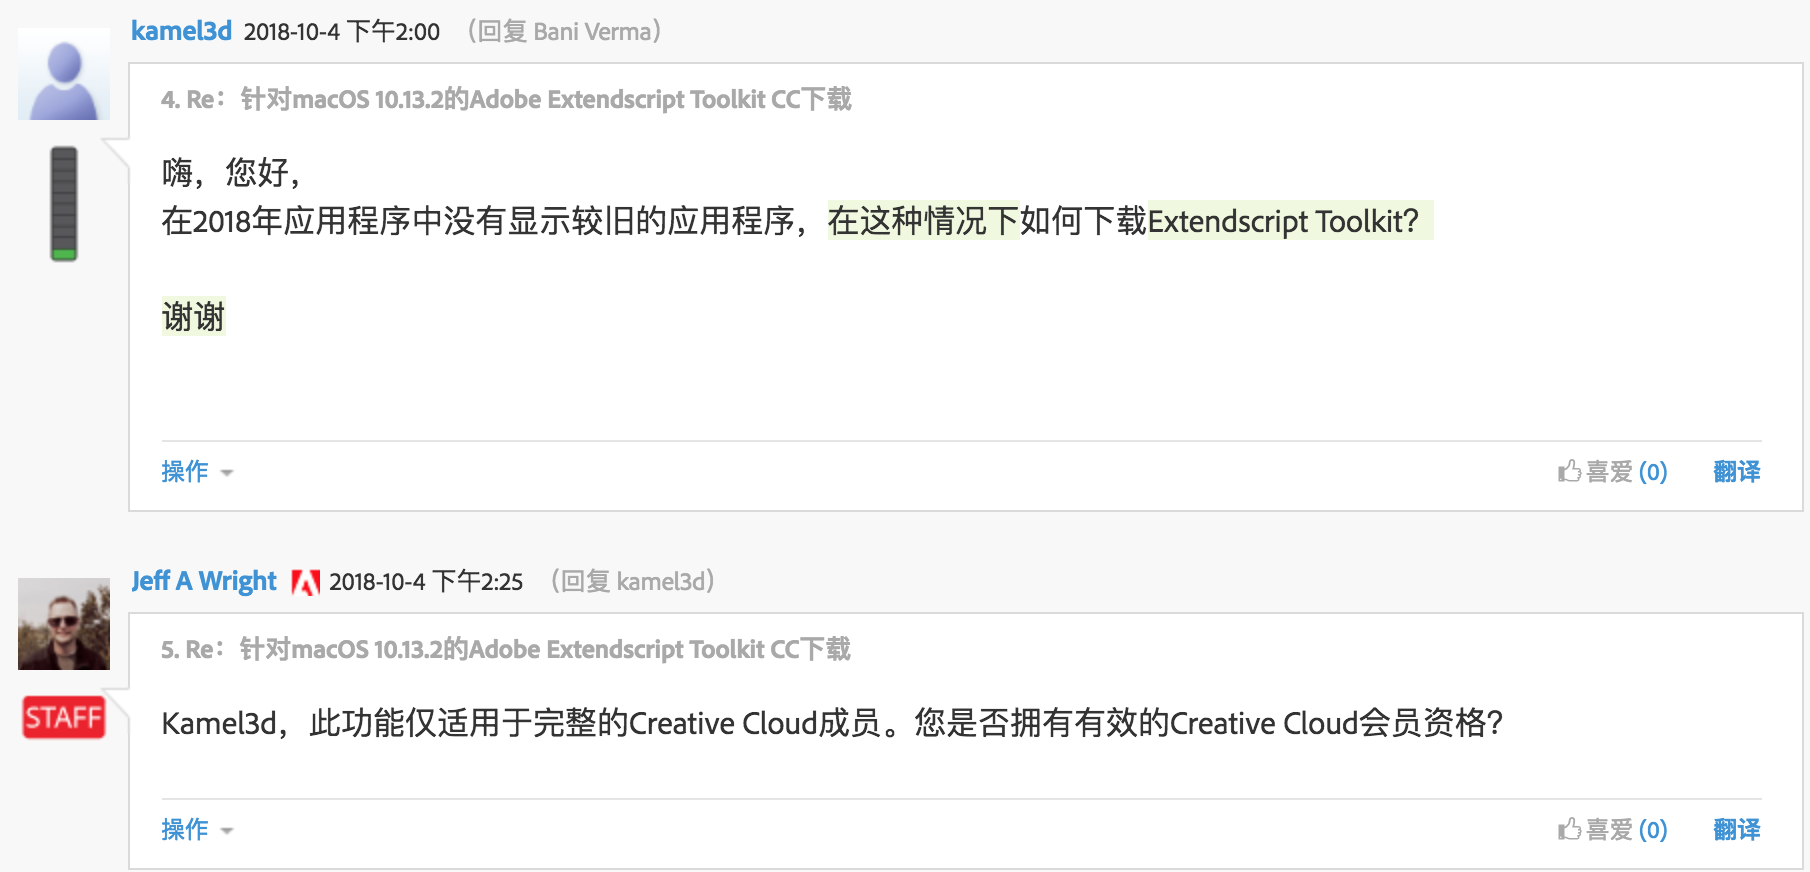 kamel3d 2018-10-4 下午2:00 （回复 Bani Verma）
4. Re：针对macOS 10.13.2的Adobe Extendscript Toolkit CC下载
嗨，您好，
在2018年应用程序中没有显示较旧的应用程序，在这种情况下如何下载Extendscript Toolkit？
谢谢
操作 喜爱 (0) 翻译
Jeff A Wright 2018-10-4 下午2:25 （回复 kamel3d）
5. Re：针对macOS 10.13.2的Adobe Extendscript Toolkit CC下载
STAFF
Kamel3d，此功能仅适用于完整的Creative Cloud成员。您是否拥有有效的Creative Cloud会员资格？
操作 喜爱 (0) 翻译